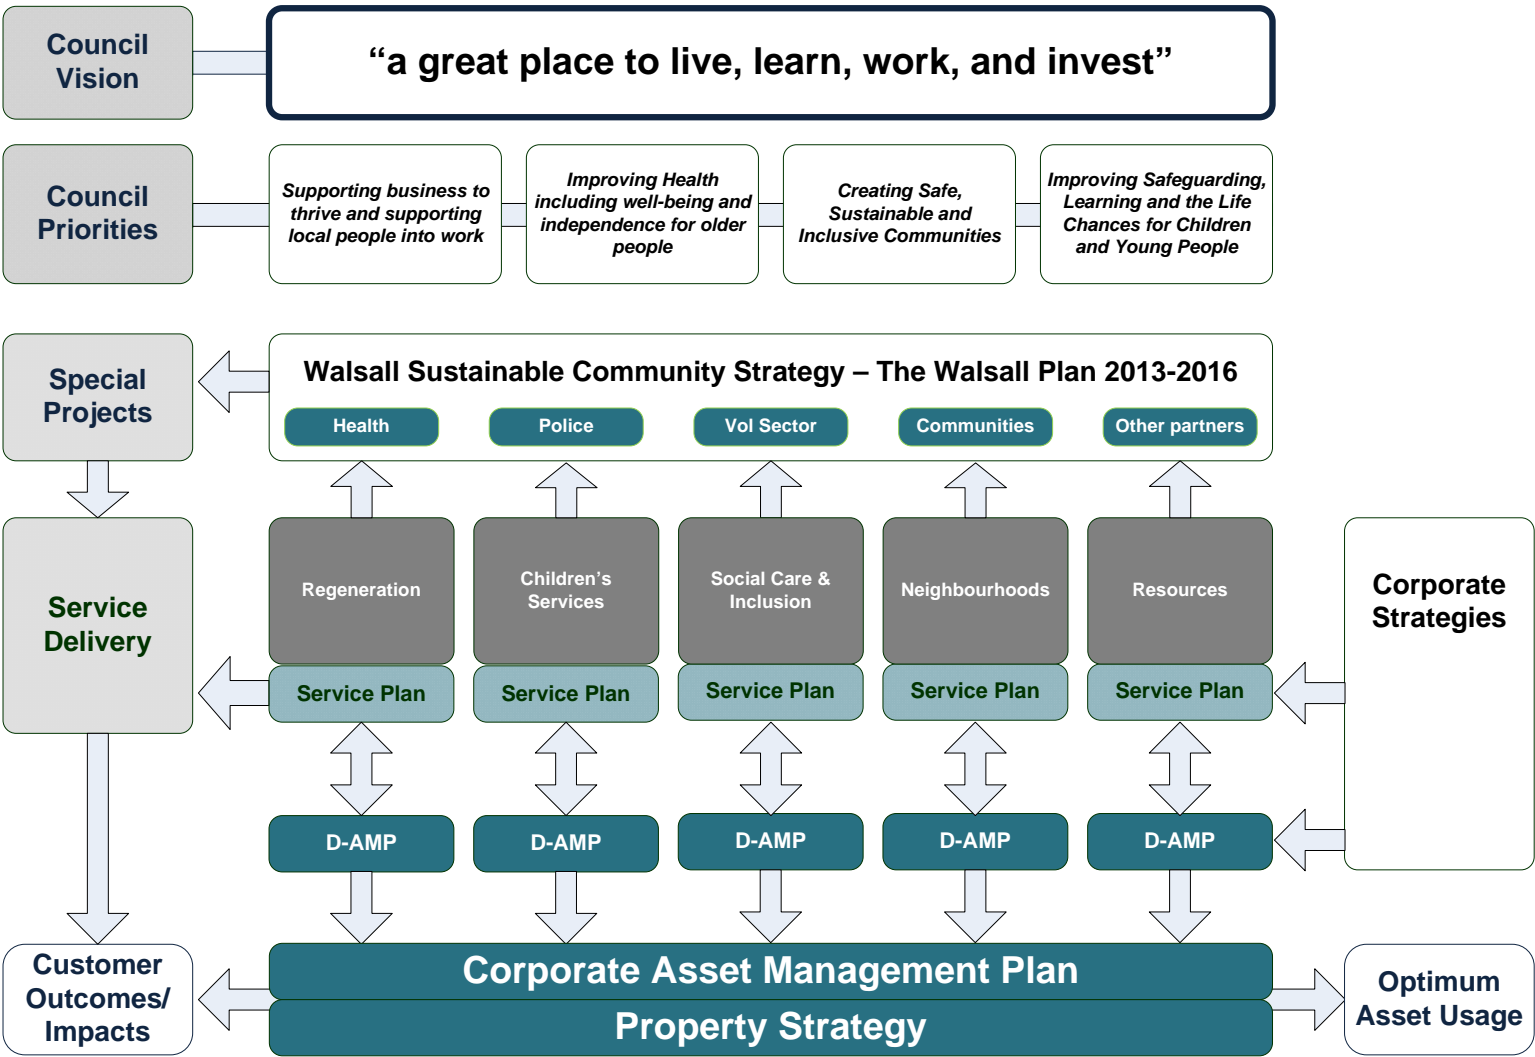 Council
Vision
“a great place to live, learn, work, and invest”
Council
Priorities
Supporting business to
thrive and supporting
local people into work
Improving Health
including well-being and
independence for older
people
Creating Safe,
Sustainable and
Inclusive Communities
Improving Safeguarding,
Learning and the Life
Chances for Children
and Young People
Special
Projects
Walsall Sustainable Community Strategy – The Walsall Plan 2013-2016
Health
Police
Vol Sector
Communities
Other partners
Service
Delivery
Regeneration
Children’s
Services
Social Care &
Inclusion
Neighbourhoods
Resources
Corporate
Strategies
Service Plan
Service Plan
Service Plan
Service Plan
Service Plan
D-AMP
D-AMP
D-AMP
D-AMP
D-AMP
Customer
Outcomes/
Impacts
Corporate Asset Management Plan
Property Strategy
Optimum
Asset Usage